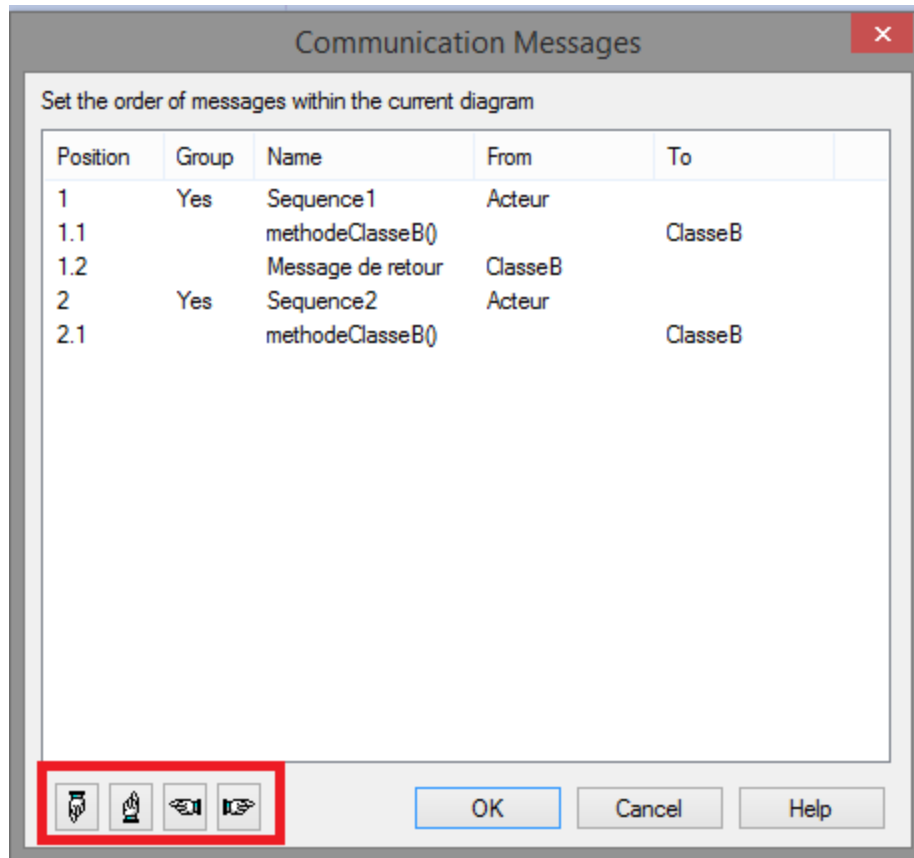 Communication Messages
Set the order of messages within the current diagram
Position Group Name From To
1 Yes Sequence1 Acteur
1.1 methodeClasseB() ClasseB
1.2 Message de retour ClasseB
2 Yes Sequence2 Acteur
2.1 methodeClasseB() ClasseB
OK Cancel Help